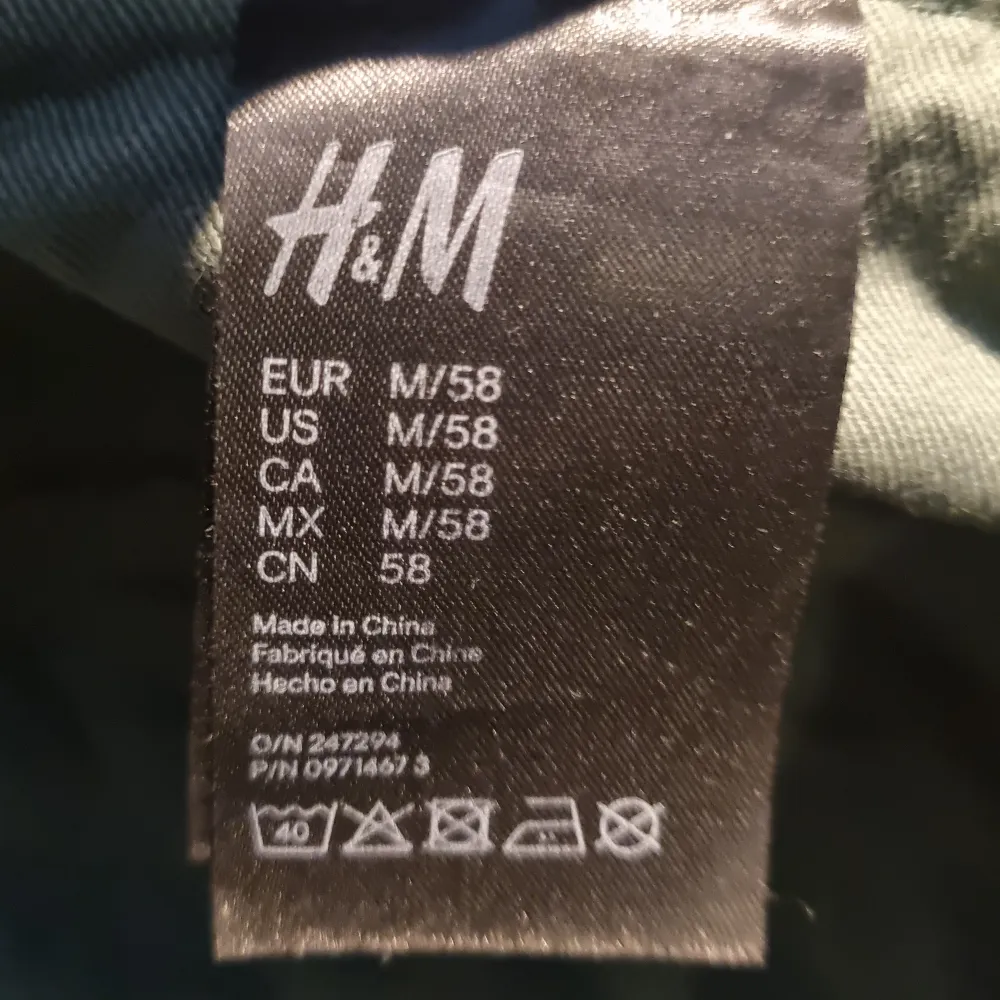 H&M
EUR M/58
US M/58
CA M/58
MX M/58
CN 58
Made in China
Fabriqué en Chine
Hecho en China
O/N 247294
P/N 0971467 3
40